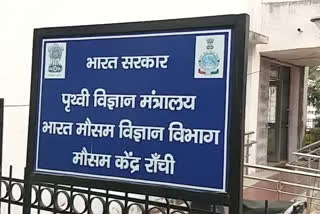 भारत सरकार
पृथ्वी विज्ञान मंत्रालय
भारत मौसम विज्ञान विभाग
मौसम केंद्र राँची